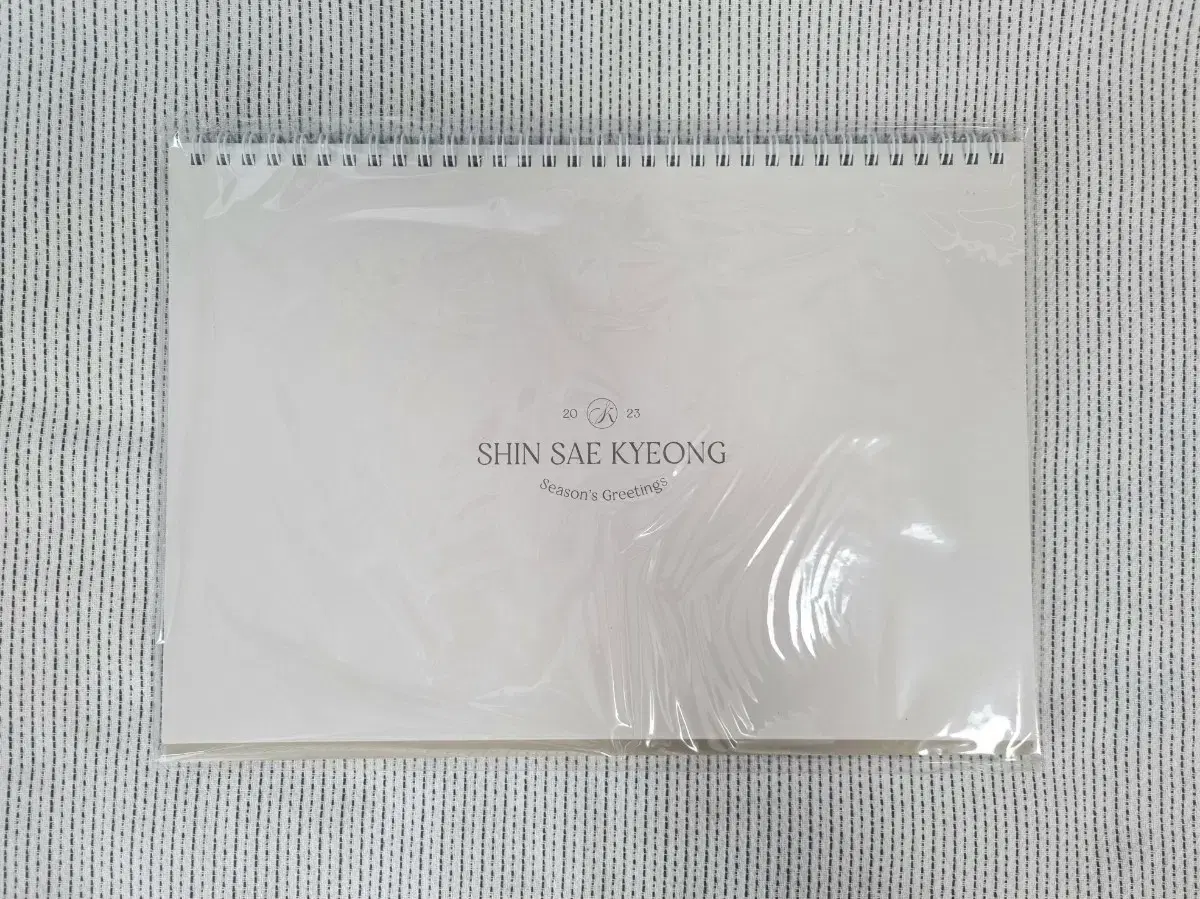 20 K 23
SHIN SAE KYEONG
Season's Greetings